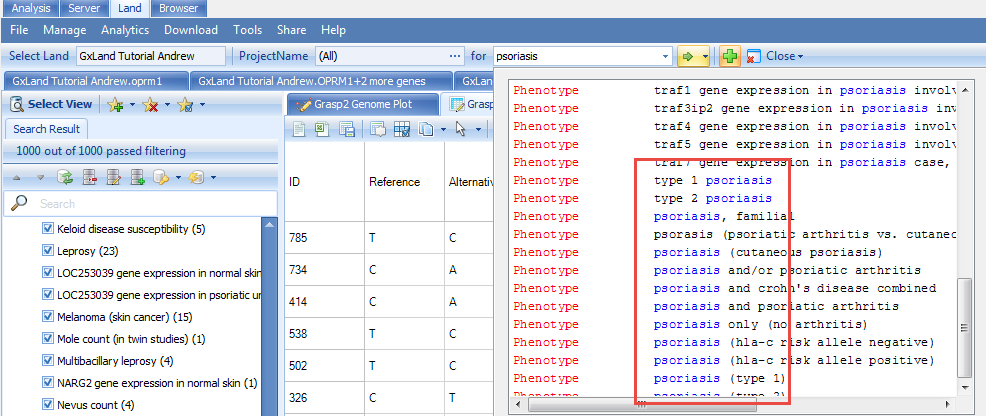 Analysis Server Land Browser
File Manage Analytics Download Tools Share Help
Select Land GxLand Tutorial Andrew ProjectName (All) ... for psoriasis Close
GxLand Tutorial Andrew.oprm1 GxLand Tutorial Andrew.OPRM1+2 more genes GxLan
Select View
Search Result
1000 out of 1000 passed filtering
Search
Keloid disease susceptibility (5)
Leprosy (23)
LOC253039 gene expression in normal skin
LOC253039 gene expression in psoriatic un
Melanoma (skin cancer) (15)
Mole count (in twin studies) (1)
Multibacillary leprosy (4)
NARG2 gene expression in normal skin (1)
Nevus count (4)
Grasp2 Genome Plot Grasp
ID Reference Alternativ
785 T C
734 C A
414 C A
538 T C
502 T C
326 C T
Phenotype traf1 gene expression in psoriasis involv
Phenotype traf3ip2 gene expression in psoriasis inv
Phenotype traf4 gene expression in psoriasis involv
Phenotype traf5 gene expression in psoriasis involv
Phenotype traf7 gene expression in psoriasis case,
Phenotype type 1 psoriasis
Phenotype type 2 psoriasis
Phenotype psoriasis, familial
Phenotype psorasis (psoriatic arthritis vs. cutaneo
Phenotype psoriasis (cutaneous psoriasis)
Phenotype psoriasis and/or psoriatic arthritis
Phenotype psoriasis and crohn's disease combined
Phenotype psoriasis and psoriatic arthritis
Phenotype psoriasis only (no arthritis)
Phenotype psoriasis (hla-c risk allele negative)
Phenotype psoriasis (hla-c risk allele positive)
Phenotype psoriasis (type 1)
Phenotype psoriasis (type 2)